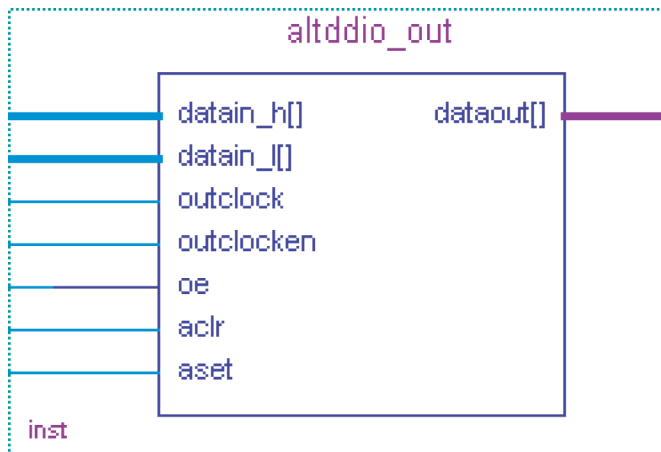 altddio_out
datain_h[] dataout[]
datain_l[]
outclock
outclocken
oe
aclr
aset
inst